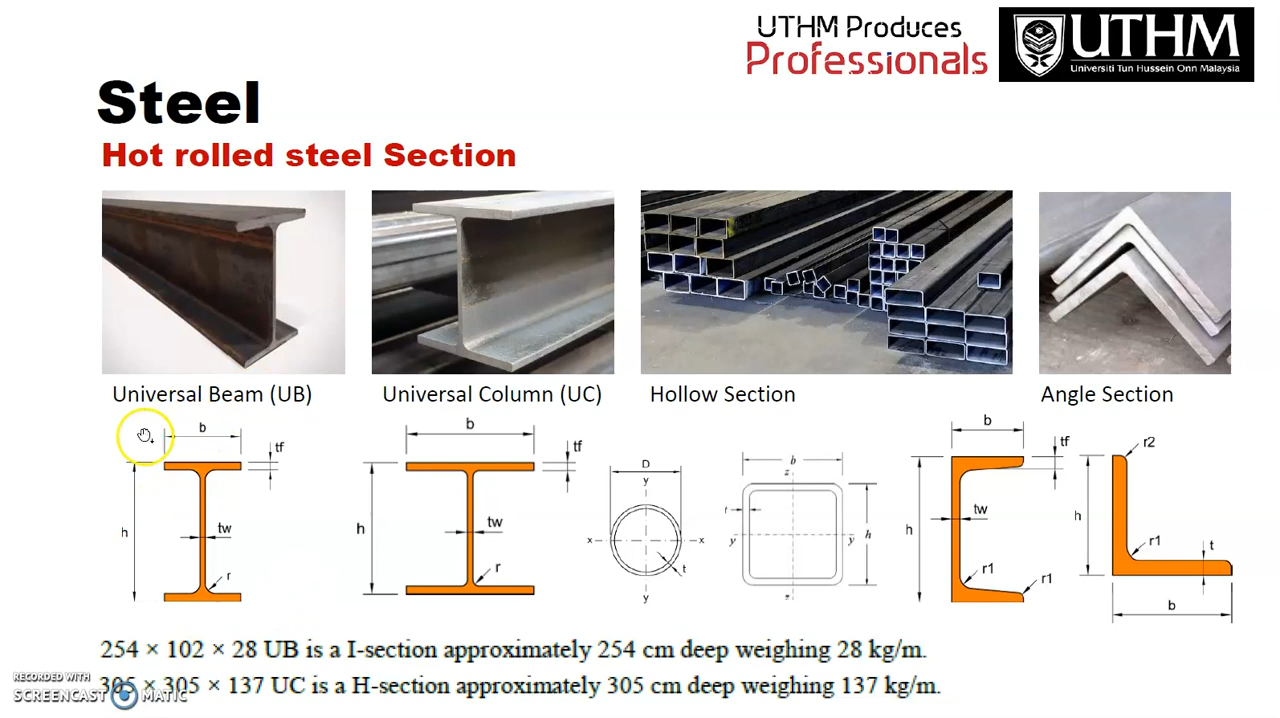 UTHM Produces
Professionals
UTHM
Universiti Tun Hussein Onn Malaysia
Steel
Hot rolled steel Section
Universal Beam (UB)
Universal Column (UC)
Hollow Section
Angle Section
b
tf
h
tw
r
b
tf
h
tw
r
D
y
x
x
t
y
b
z
t
y
y
h
z
b
tf
h
tw
r1
r1
r2
h
r1
t
b
254 × 102 × 28 UB is a I-section approximately 254 cm deep weighing 28 kg/m.
305 × 305 × 137 UC is a H-section approximately 305 cm deep weighing 137 kg/m.
RECORDED WITH
SCREENCAST MATIC